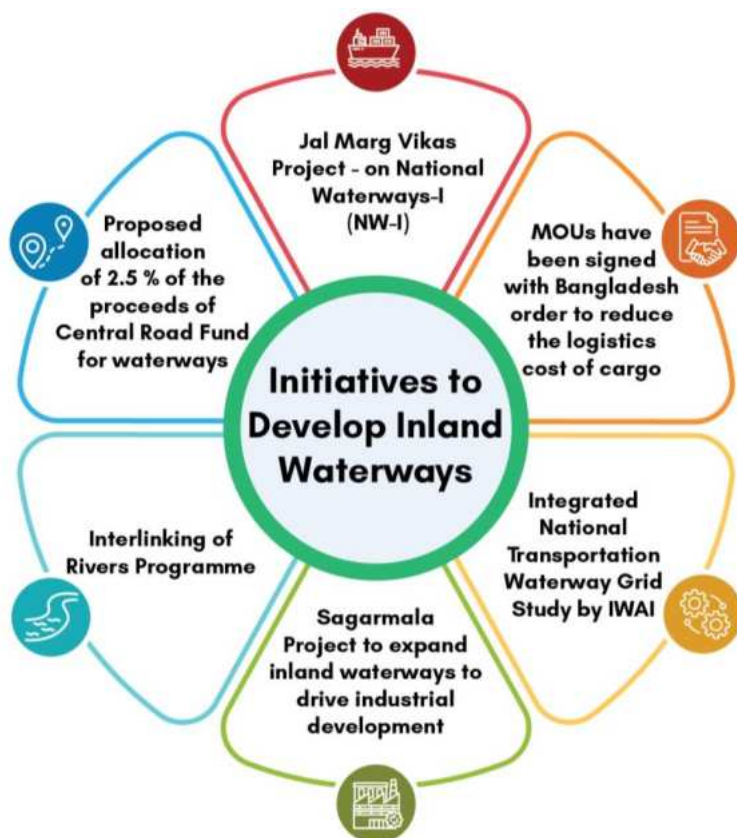 Initiatives to
Develop Inland
Waterways
Jal Marg Vikas
Project - on National
Waterways-I
(NW-I)
MOUs have
been signed
with Bangladesh
order to reduce
the logistics
cost of cargo
Integrated
National
Transportation
Waterway Grid
Study by IWAI
Sagarmala
Project to expand
inland waterways to
drive industrial
development
Interlinking of
Rivers Programme
Proposed
allocation
of 2.5 % of the
proceeds of
Central Road Fund
for waterways